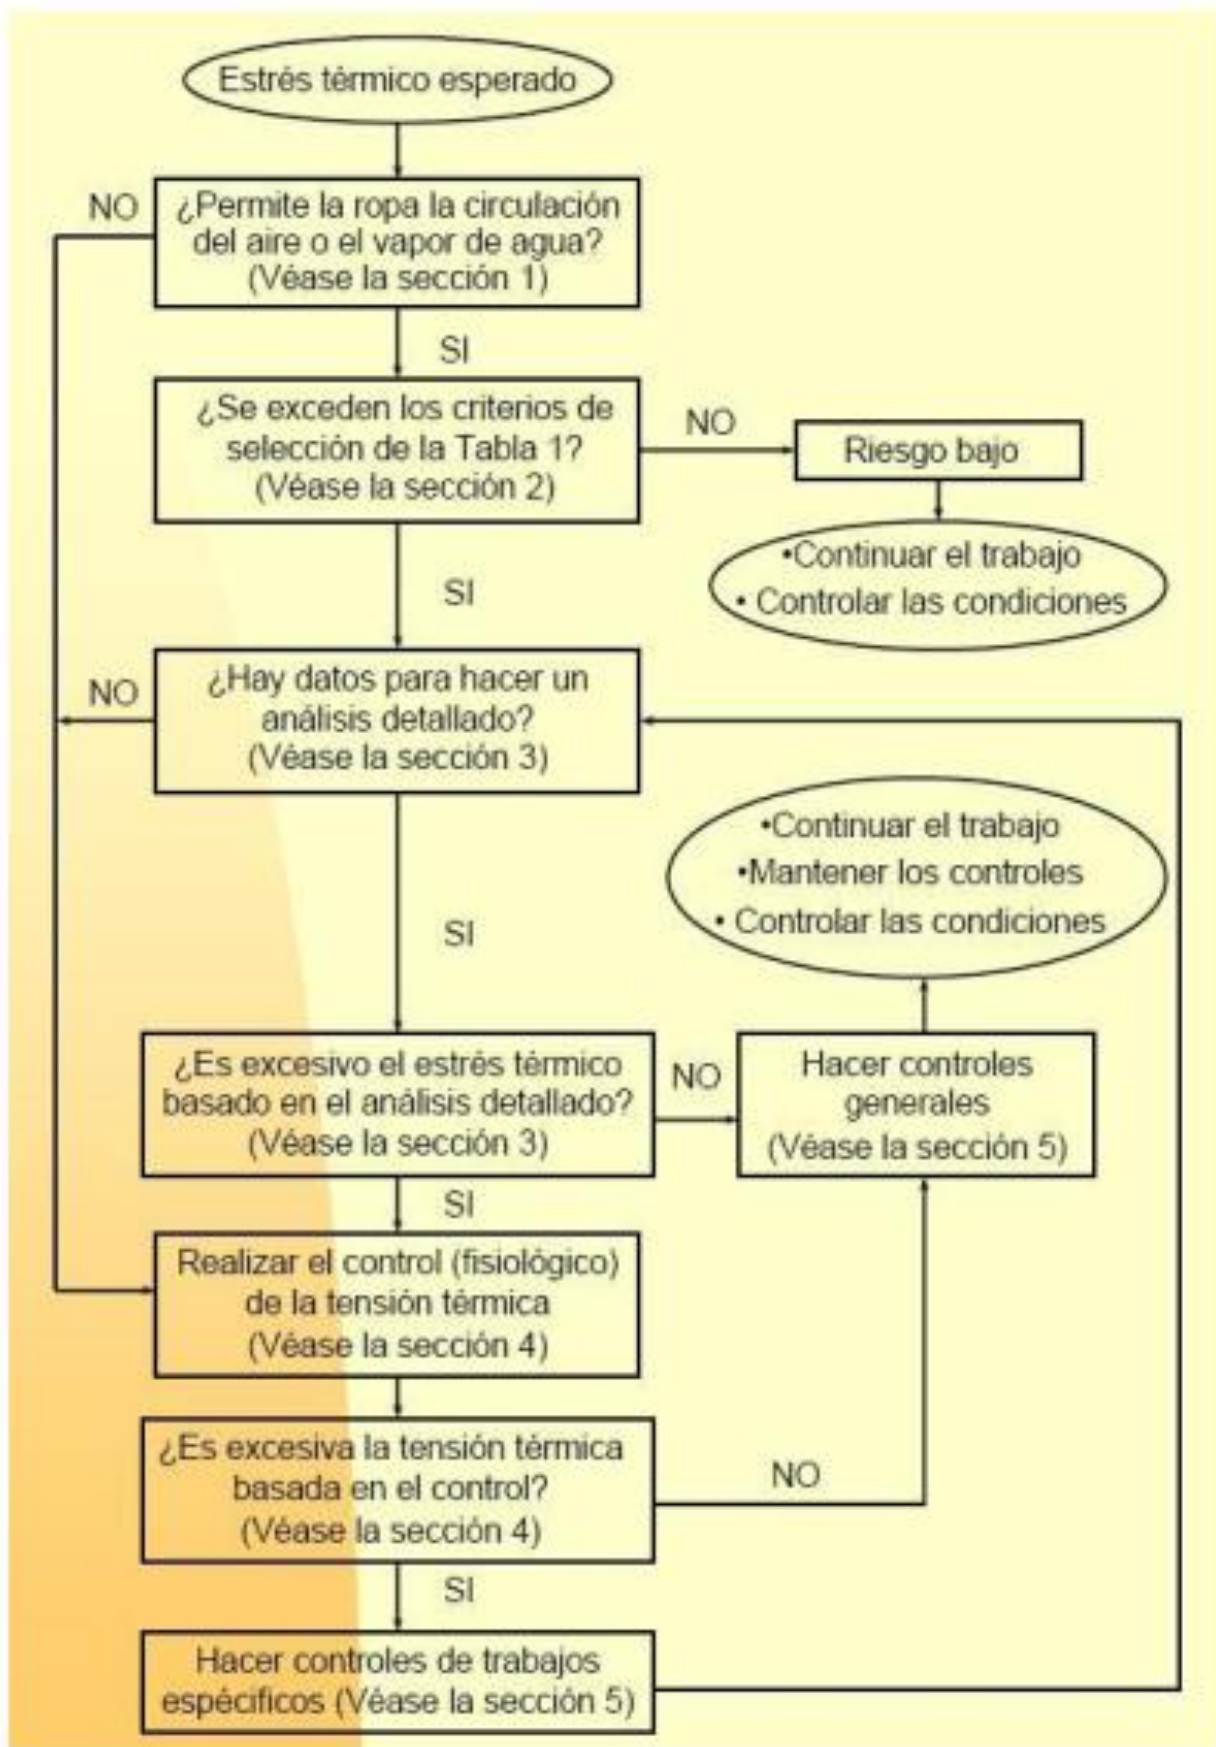 Estrés térmico esperado
NO
¿Permite la ropa la circulación
del aire o el vapor de agua?
(Véase la sección 1)
SI
¿Se exceden los criterios de
selección de la Tabla 1?
(Véase la sección 2)
NO
Riesgo bajo
•Continuar el trabajo
• Controlar las condiciones
SI
NO
¿Hay datos para hacer un
análisis detallado?
(Véase la sección 3)
•Continuar el trabajo
•Mantener los controles
• Controlar las condiciones
SI
¿Es excesivo el estrés térmico
basado en el análisis detallado?
(Véase la sección 3)
NO
Hacer controles
generales
(Véase la sección 5)
SI
Realizar el control (fisiológico)
de la tensión térmica
(Véase la sección 4)
¿Es excesiva la tensión térmica
basada en el control?
(Véase la sección 4)
NO
SI
Hacer controles de trabajos
espécificos (Véase la sección 5)